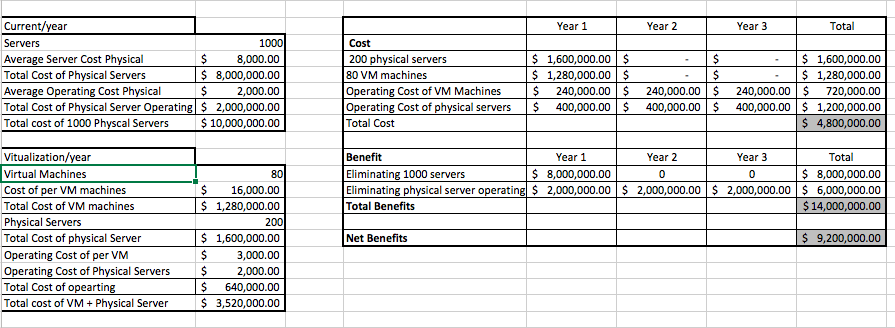 Current/year
Servers 1000
Average Server Cost Physical $ 8,000.00
Total Cost of Physical Servers $ 8,000,000.00
Average Operating Cost Physical $ 2,000.00
Total Cost of Physical Server Operating $ 2,000,000.00
Total cost of 1000 Physcal Servers $ 10,000,000.00
Vitualization/year
Virtual Machines 80
Cost of per VM machines $ 16,000.00
Total Cost of VM machines $ 1,280,000.00
Physical Servers 200
Total Cost of physical Server $ 1,600,000.00
Operating Cost of per VM $ 3,000.00
Operating Cost of Physical Servers $ 2,000.00
Total Cost of opearting $ 640,000.00
Total cost of VM + Physical Server $ 3,520,000.00
Year 1 Year 2 Year 3 Total
Cost
200 physical servers $ 1,600,000.00 $ - $ - $ 1,600,000.00
80 VM machines $ 1,280,000.00 $ - $ - $ 1,280,000.00
Operating Cost of VM Machines $ 240,000.00 $ 240,000.00 $ 240,000.00 $ 720,000.00
Operating Cost of physical servers $ 400,000.00 $ 400,000.00 $ 400,000.00 $ 1,200,000.00
Total Cost $ 4,800,000.00
Benefit Year 1 Year 2 Year 3 Total
Eliminating 1000 servers $ 8,000,000.00 0 0 $ 8,000,000.00
Eliminating physical server operating $ 2,000,000.00 $ 2,000,000.00 $ 2,000,000.00 $ 6,000,000.00
Total Benefits $ 14,000,000.00
Net Benefits $ 9,200,000.00